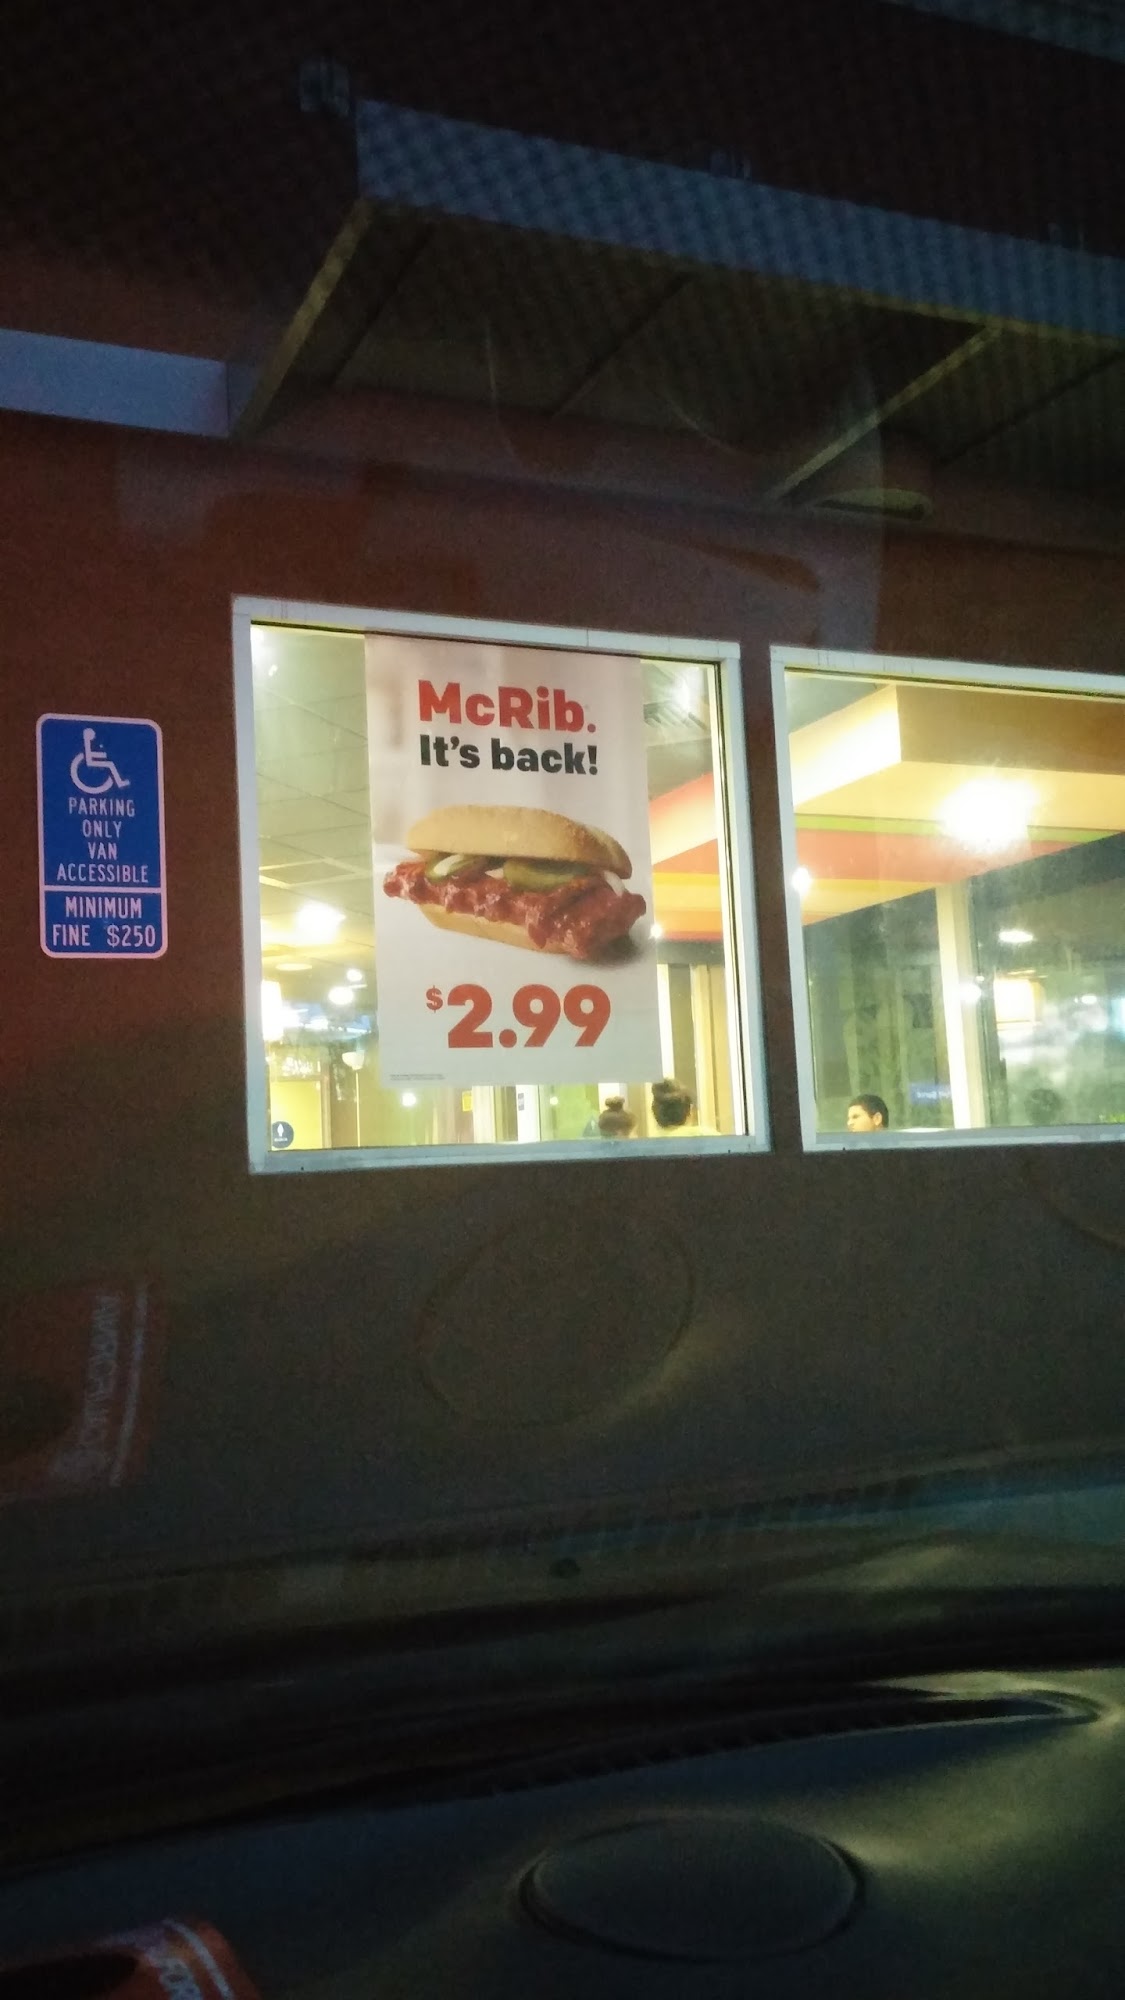 McRib.
It's back!
$2.99
PARKING
ONLY
VAN
ACCESSIBLE
MINIMUM
FINE $250